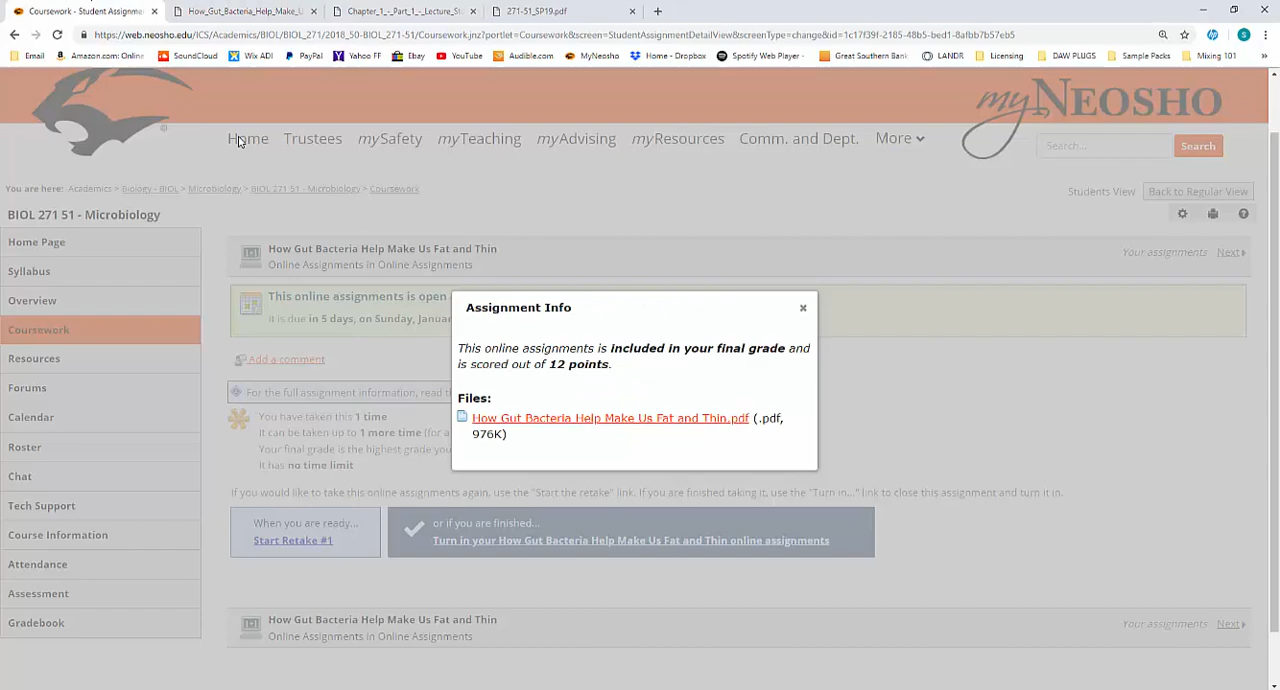 Coursework - Student Assignmen
How_Gut_Bacteria_Help_Make_U
Chapter_1_-_Part_1_-_Lecture_St
271-51_SP19.pdf
https://web.neosho.edu/ICS/Academics/BIOL/BIOL_271/2018_50-BIOL_271-51/Coursework.jnz?portlet=Coursework&screen=StudentAssignmentDetailView&screenType=change&id=1c17f39f-2185-48b5-bed1-8afbb7b57eb5
Email
Amazon.com: Online
SoundCloud
Wix ADI
PayPal
Yahoo FF
Ebay
YouTube
Audible.com
MyNeosho
Home - Dropbox
Spotify Web Player -
Great Southern Bank
LANDR
Licensing
DAW PLUGS
Sample Packs
Mixing 101
myNEOSHO
Home
Trustees
mySafety
myTeaching
myAdvising
myResources
Comm. and Dept.
More
Search...
Search
You are here: Academics > Biology - BIOL > Microbiology > BIOL 271 51 - Microbiology > Coursework
Students View
Back to Regular View
BIOL 271 51 - Microbiology
Home Page
Syllabus
Overview
Coursework
Resources
Forums
Calendar
Roster
Chat
Tech Support
Course Information
Attendance
Assessment
Gradebook
How Gut Bacteria Help Make Us Fat and Thin
Online Assignments in Online Assignments
Your assignments Next
This online assignments is open
It is due in 5 days, on Sunday, Januar
Add a comment
For the full assignment information, read th
You have taken this 1 time
It can be taken up to 1 more time (for a
Your final grade is the highest grade you
It has no time limit
If you would like to take this online assignments again, use the "Start the retake" link. If you are finished taking it, use the "Turn in..." link to close this assignment and turn it in.
When you are ready...
Start Retake #1
or if you are finished...
Turn in your How Gut Bacteria Help Make Us Fat and Thin online assignments
How Gut Bacteria Help Make Us Fat and Thin
Online Assignments in Online Assignments
Your assignments Next
Assignment Info
This online assignments is included in your final grade and
is scored out of 12 points.
Files:
How Gut Bacteria Help Make Us Fat and Thin.pdf (.pdf,
976K)